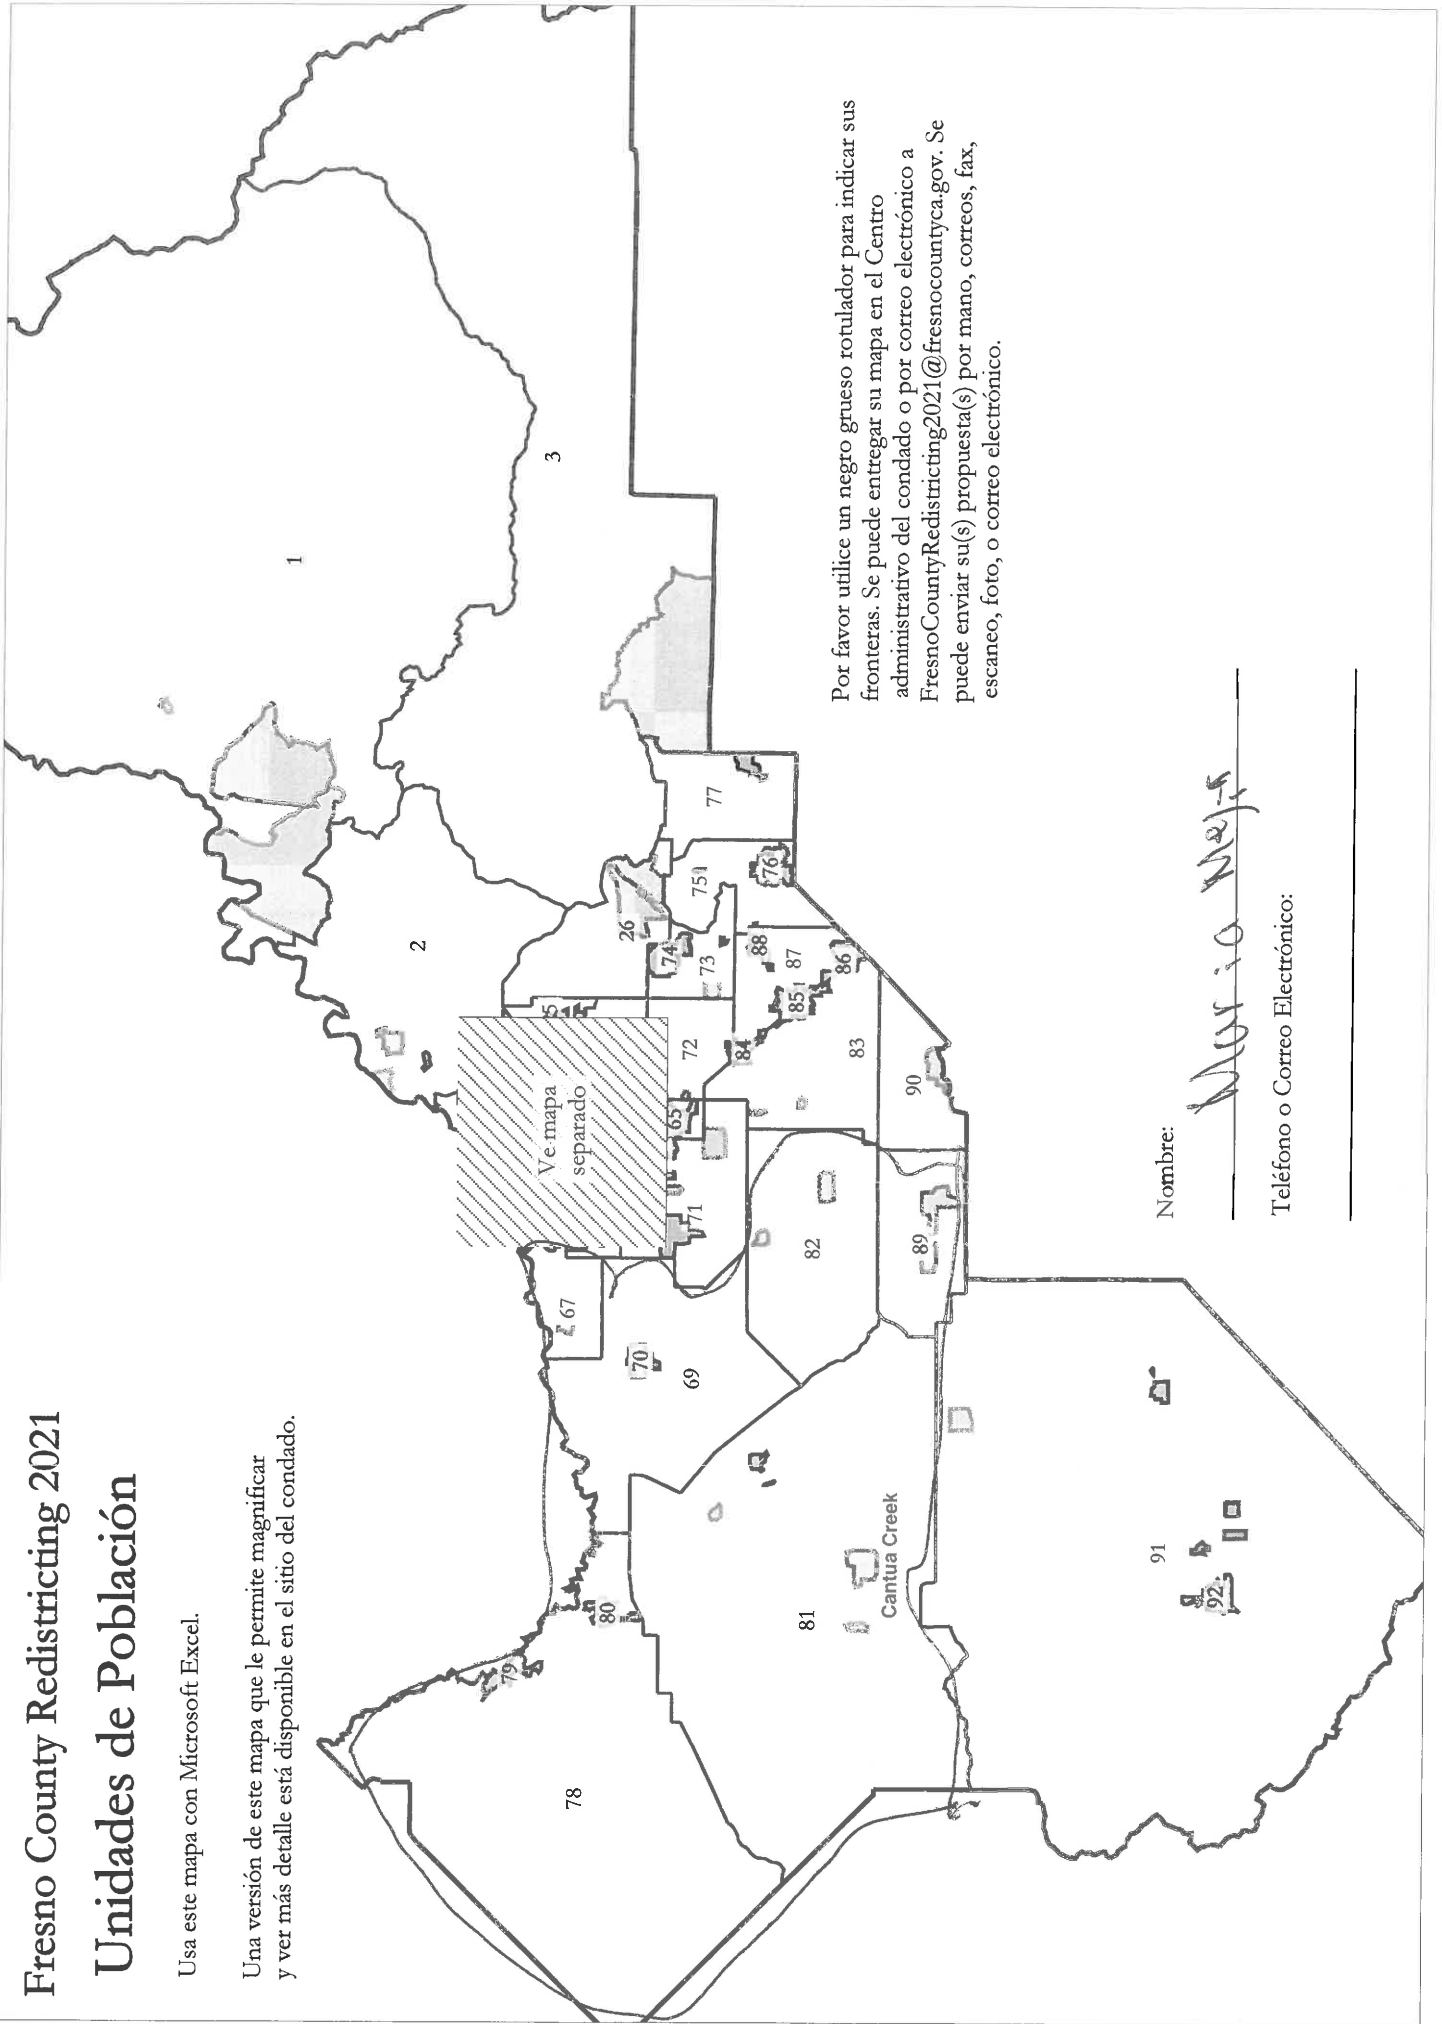 Fresno County Redistricting 2021
Unidades de Población
Usa este mapa con Microsoft Excel.
Una versión de este mapa que le permite magnificar
y ver más detalle está disponible en el sitio del condado.
1
2
3
26
Ve mapa
separado
65
67
69
70
71
72
73
74
75
76
77
78
79
80
81
82
83
84
85
86
87
88
89
90
91
92
Cantua Creek
Por favor utilice un negro grueso rotulador para indicar sus
fronteras. Se puede entregar su mapa en el Centro
administrativo del condado o por correo electrónico a
FresnoCountyRedistricting2021@fresnocountyca.gov. Se
puede enviar su(s) propuesta(s) por mano, correos, fax,
escaneo, foto, o correo electrónico.
Nombre:
Teléfono o Correo Electrónico: